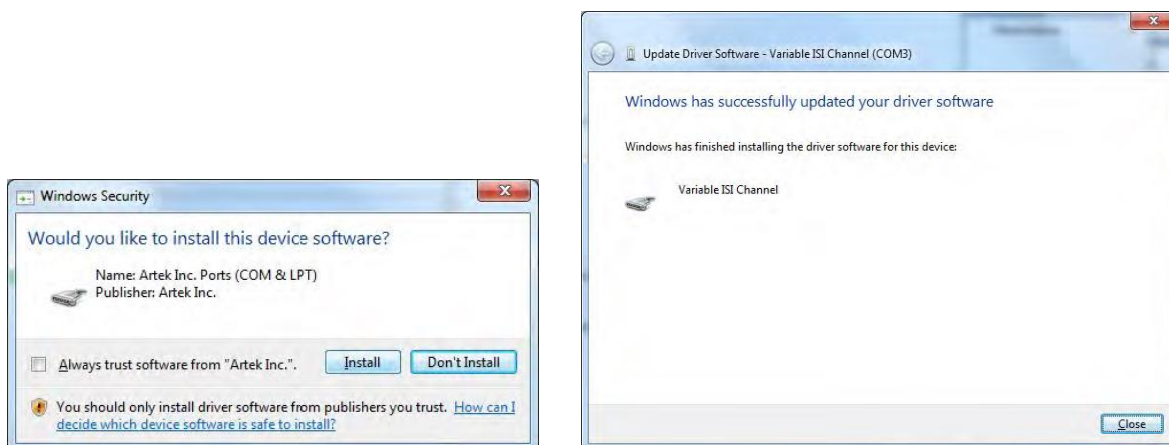 Windows Security
Would you like to install this device software?
Name: Artek Inc. Ports (COM & LPT)
Publisher: Artek Inc.
Always trust software from "Artek Inc.".
Install
Don't Install
You should only install driver software from publishers you trust. How can I
decide which device software is safe to install?
Update Driver Software - Variable ISI Channel (COM3)
Windows has successfully updated your driver software
Windows has finished installing the driver software for this device:
Variable ISI Channel
Close